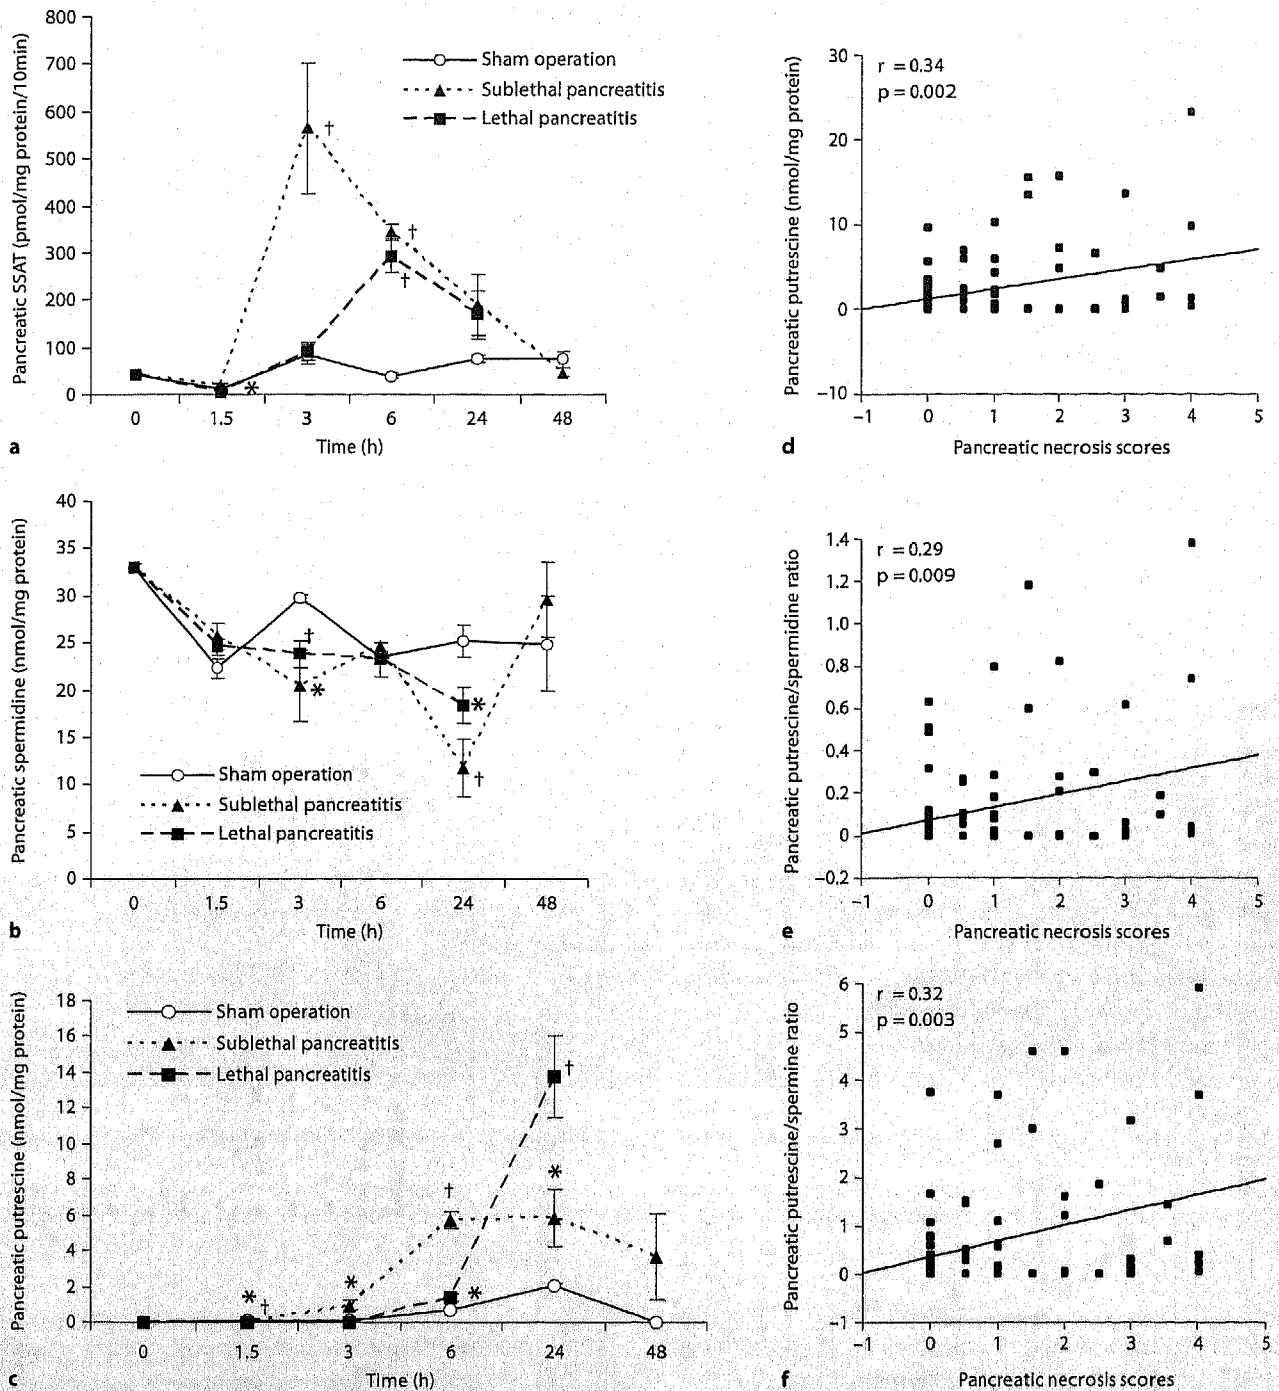 Pancreatic SSAT (pmol/mg protein/10min)
800
700
600
500
400
300
200
100
0
Sham operation
Sublethal pancreatitis
Lethal pancreatitis
†
†
†
*
0 1.5 3 6 24 48
Time (h)
a
Pancreatic putrescine (nmol/mg protein)
30
20
10
0
−10
r = 0.34
p = 0.002
−1 0 1 2 3 4 5
Pancreatic necrosis scores
d
Pancreatic spermidine (nmol/mg protein)
40
35
30
25
20
15
10
5
0
†
*
*
†
Sham operation
Sublethal pancreatitis
Lethal pancreatitis
0 1.5 3 6 24 48
Time (h)
b
Pancreatic putrescine/spermidine ratio
1.4
1.2
1.0
0.8
0.6
0.4
0.2
0
−0.2
r = 0.29
p = 0.009
−1 0 1 2 3 4 5
Pancreatic necrosis scores
e
Pancreatic putrescine (nmol/mg protein)
18
16
14
12
10
8
6
4
2
0
Sham operation
Sublethal pancreatitis
Lethal pancreatitis
†
*
†
*
*
†
*
0 1.5 3 6 24 48
Time (h)
c
Pancreatic putrescine/spermine ratio
6
5
4
3
2
1
0
−1
r = 0.32
p = 0.003
−1 0 1 2 3 4 5
Pancreatic necrosis scores
f